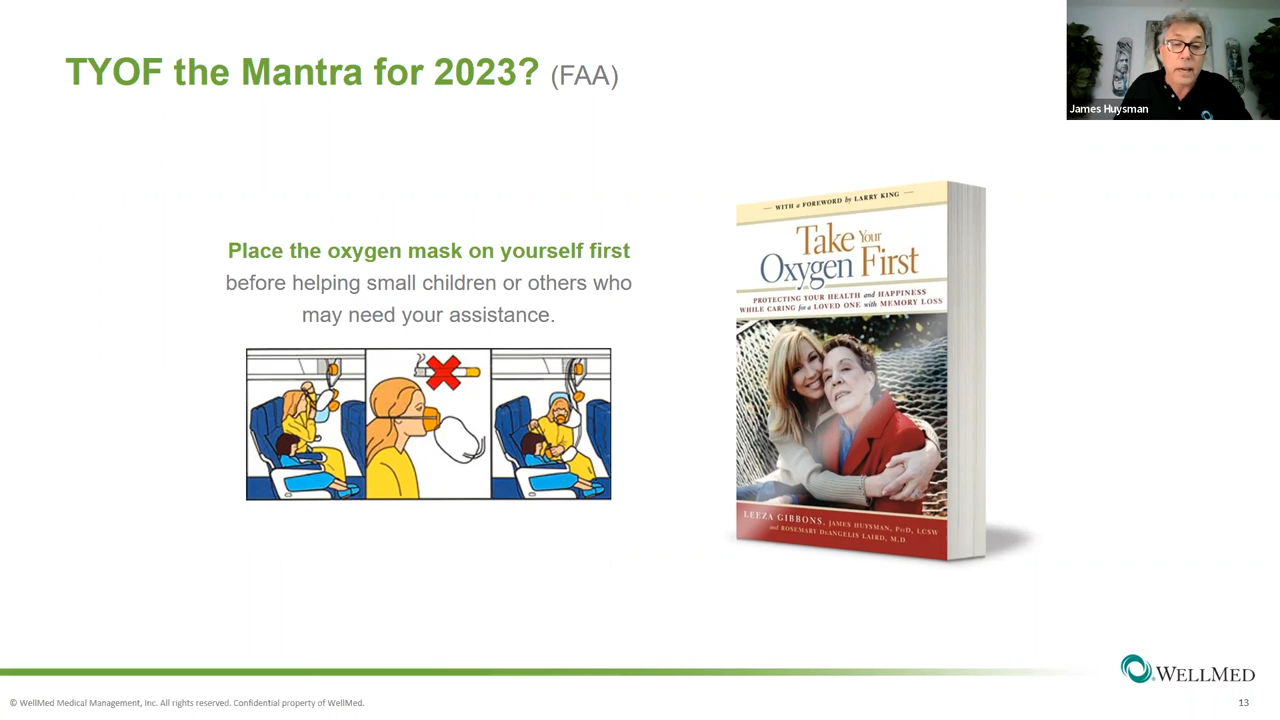 TYOF the Mantra for 2023? (FAA)
James Huysman
Place the oxygen mask on yourself first
before helping small children or others who
may need your assistance.
— WITH a FOREWORD by LARRY KING —
Take Your
Oxygen First
PROTECTING YOUR HEALTH and HAPPINESS
WHILE CARING for a LOVED ONE with MEMORY LOSS
LEEZA GIBBONS, JAMES HUYSMAN, PsyD, LCSW
and ROSEMARY DeANGELIS LAIRD, M.D.
WELLMED
© WellMed Medical Management, Inc. All rights reserved. Confidential property of WellMed.
13